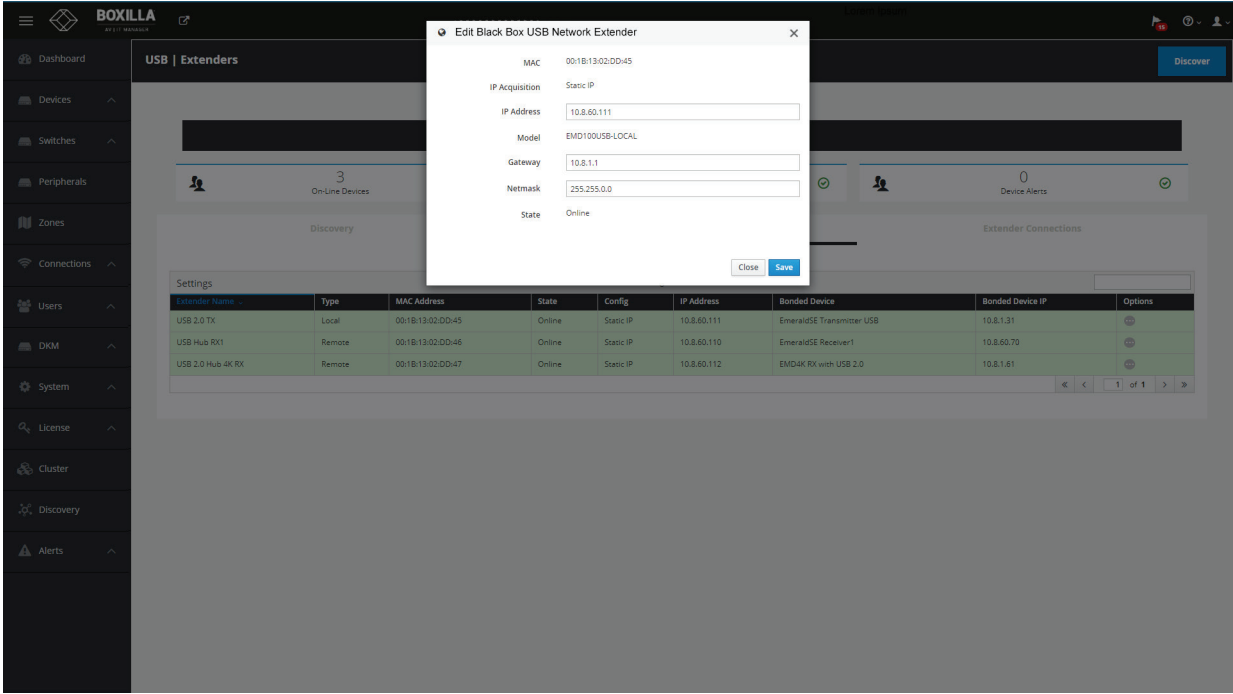 BOXILLA
AV / IT MANAGER
15
Edit Black Box USB Network Extender
MAC 00:1B:13:02:DD:45
IP Acquisition Static IP
IP Address 10.8.60.111
Model EMD100USB-LOCAL
Gateway 10.8.1.1
Netmask 255.255.0.0
State Online
Close Save
Dashboard
Devices
Switches
Peripherals
Zones
Connections
Users
DKM
System
License
Cluster
Discovery
Alerts
USB | Extenders
Discover
3
On-Line Devices
0
Device Alerts
Discovery
Extender Connections
Settings
Extender Name Type MAC Address State Config IP Address Bonded Device Bonded Device IP Options
USB 2.0 TX Local 00:1B:13:02:DD:45 Online Static IP 10.8.60.111 EmeraldSE Transmitter USB 10.8.1.31
USB Hub RX1 Remote 00:1B:13:02:DD:46 Online Static IP 10.8.60.110 EmeraldSE Receiver1 10.8.60.70
USB 2.0 Hub 4K RX Remote 00:1B:13:02:DD:47 Online Static IP 10.8.60.112 EMD4K RX with USB 2.0 10.8.1.61
1 of 1